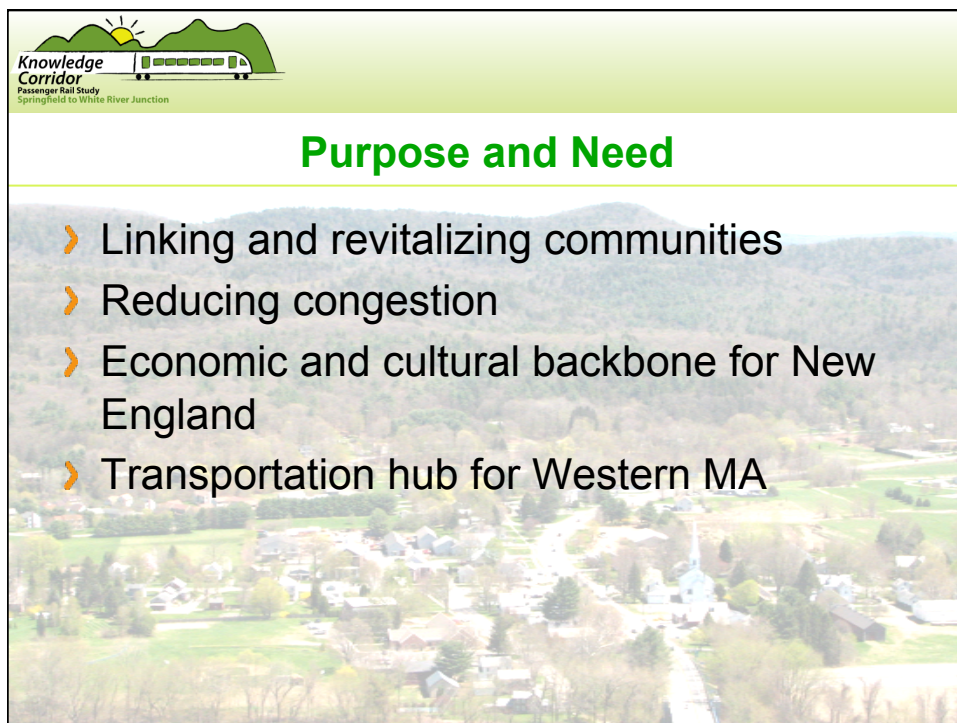 Knowledge
Corridor
Passenger Rail Study
Springfield to White River Junction
Purpose and Need
Linking and revitalizing communities
Reducing congestion
Economic and cultural backbone for New
England
Transportation hub for Western MA